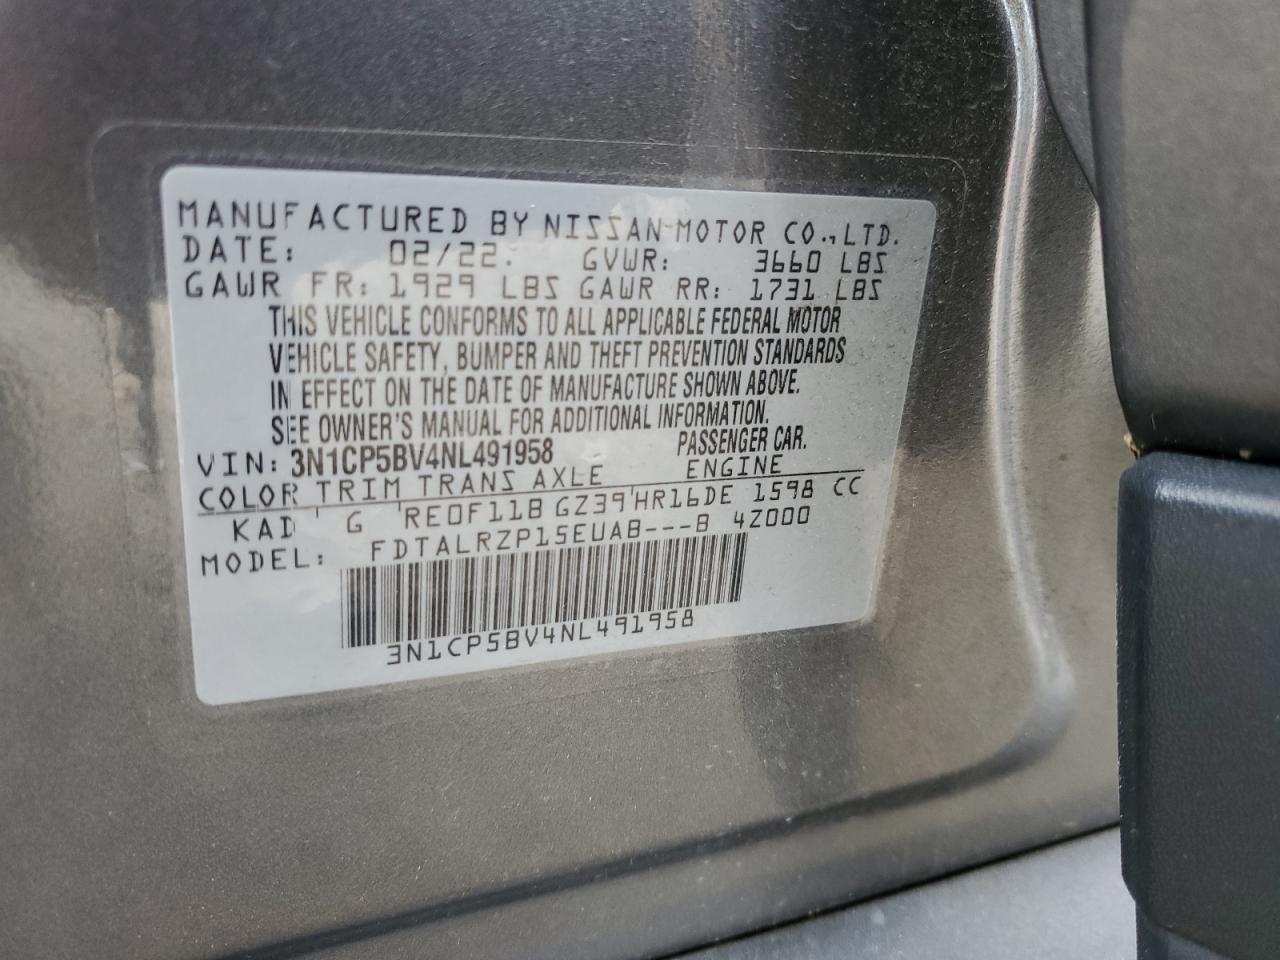 MANUFACTURED BY NISSAN MOTOR CO.,LTD.
DATE: 02/22. GVWR: 3660 LBS
GAWR FR: 1929 LBS GAWR RR: 1731 LBS
THIS VEHICLE CONFORMS TO ALL APPLICABLE FEDERAL MOTOR
VEHICLE SAFETY, BUMPER AND THEFT PREVENTION STANDARDS
IN EFFECT ON THE DATE OF MANUFACTURE SHOWN ABOVE.
SEE OWNER'S MANUAL FOR ADDITIONAL INFORMATION.
VIN: 3N1CP5BV4NL491958 PASSENGER CAR.
COLOR TRIM TRANS AXLE ENGINE
KAD ' G 'RE0F11B GZ39'HR16DE 1598 CC
MODEL: FDTALRZP15EUAB---B 4Z000
3N1CP5BV4NL491958